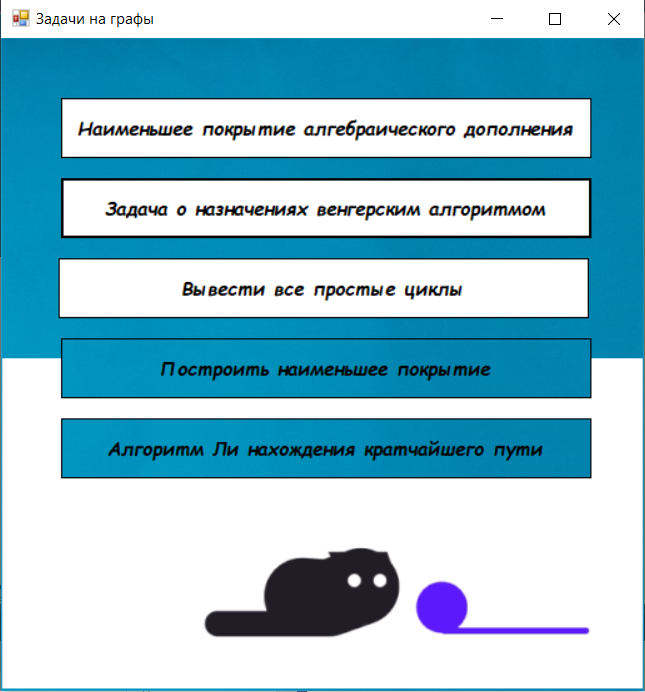 Задачи на графы
Наименьшее покрытие алгебраического дополнения
Задача о назначениях венгерским алгоритмом
Вывести все простые циклы
Построить наименьшее покрытие
Алгоритм Ли нахождения кратчайшего пути